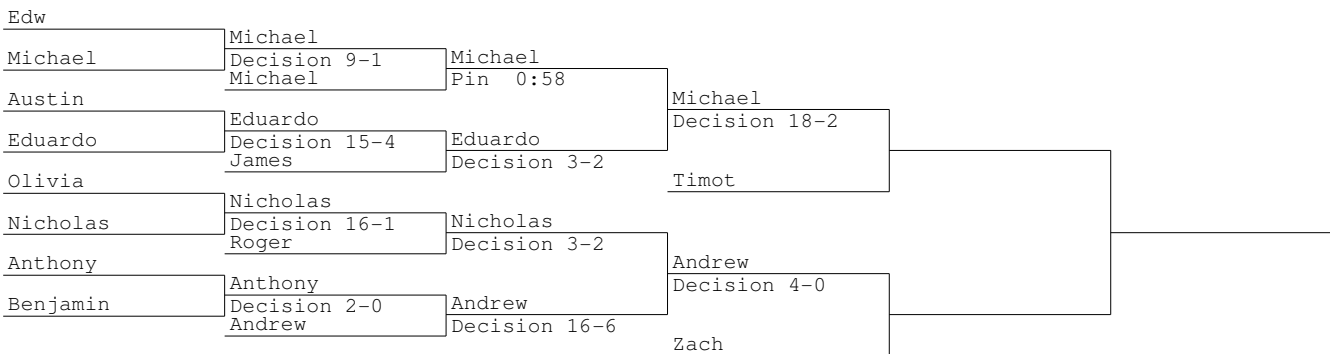 Edw
Michael
Michael
Decision 9-1
Michael
Michael
Pin  0:58
Austin
Eduardo
Eduardo
Decision 15-4
James
Eduardo
Decision 3-2
Michael
Decision 18-2
Timot
Olivia
Nicholas
Nicholas
Decision 16-1
Roger
Nicholas
Decision 3-2
Anthony
Benjamin
Anthony
Decision 2-0
Andrew
Andrew
Decision 16-6
Andrew
Decision 4-0
Zach